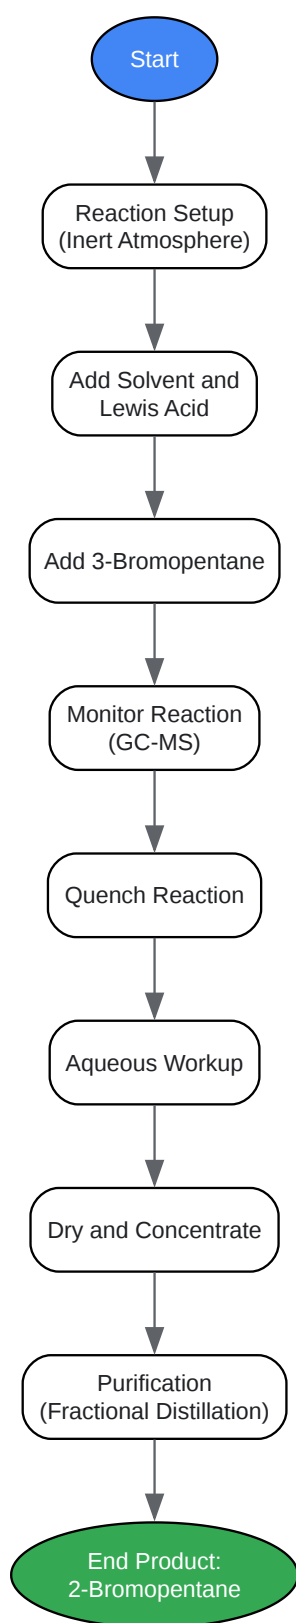 Start
Reaction Setup
(Inert Atmosphere)
Add Solvent and
Lewis Acid
Add 3-Bromopentane
Monitor Reaction
(GC-MS)
Quench Reaction
Aqueous Workup
Dry and Concentrate
Purification
(Fractional Distillation)
End Product:
2-Bromopentane